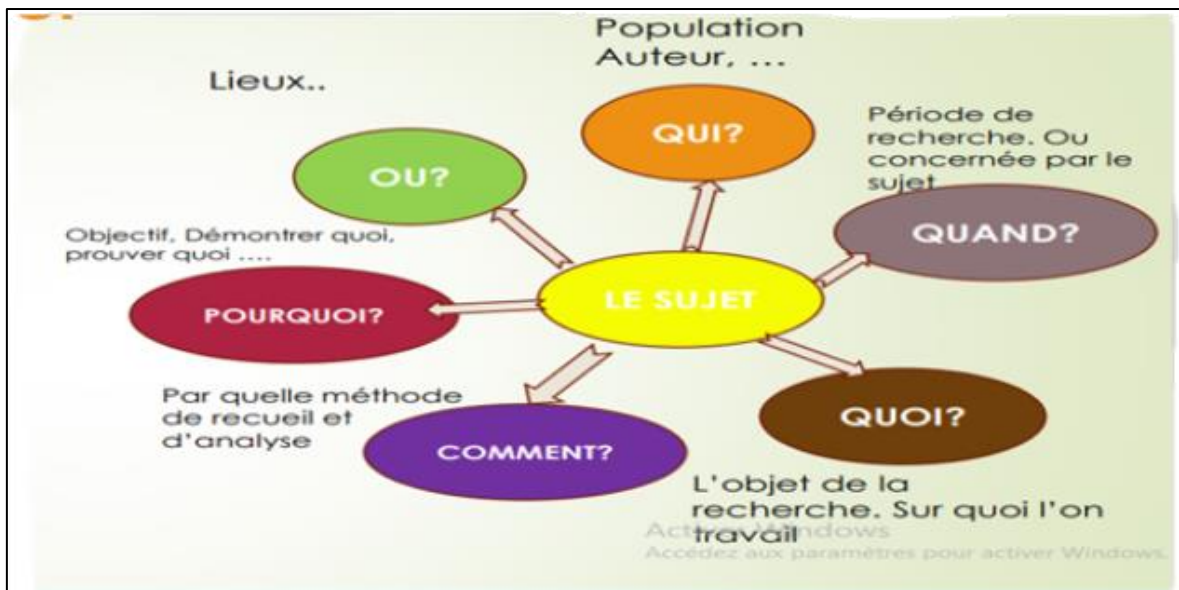 Population
Auteur, ...
Lieux..
QUI?
Période de
recherche. Ou
concernée par le
sujet
OU?
QUAND?
Objectif, Démontrer quoi,
prouver quoi ....
LE SUJET
POURQUOI?
Par quelle méthode
de recueil et
d'analyse
QUOI?
COMMENT?
L'objet de la
recherche. Sur quoi l'on
travail
Activer Windows
Accédez aux paramètres pour activer Windows.